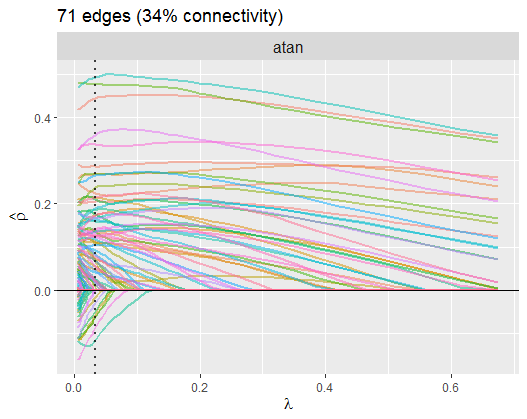 71 edges (34% connectivity)
atan
0.4
0.2
0.0
ρ̂
0.0 0.2 0.4 0.6
λ